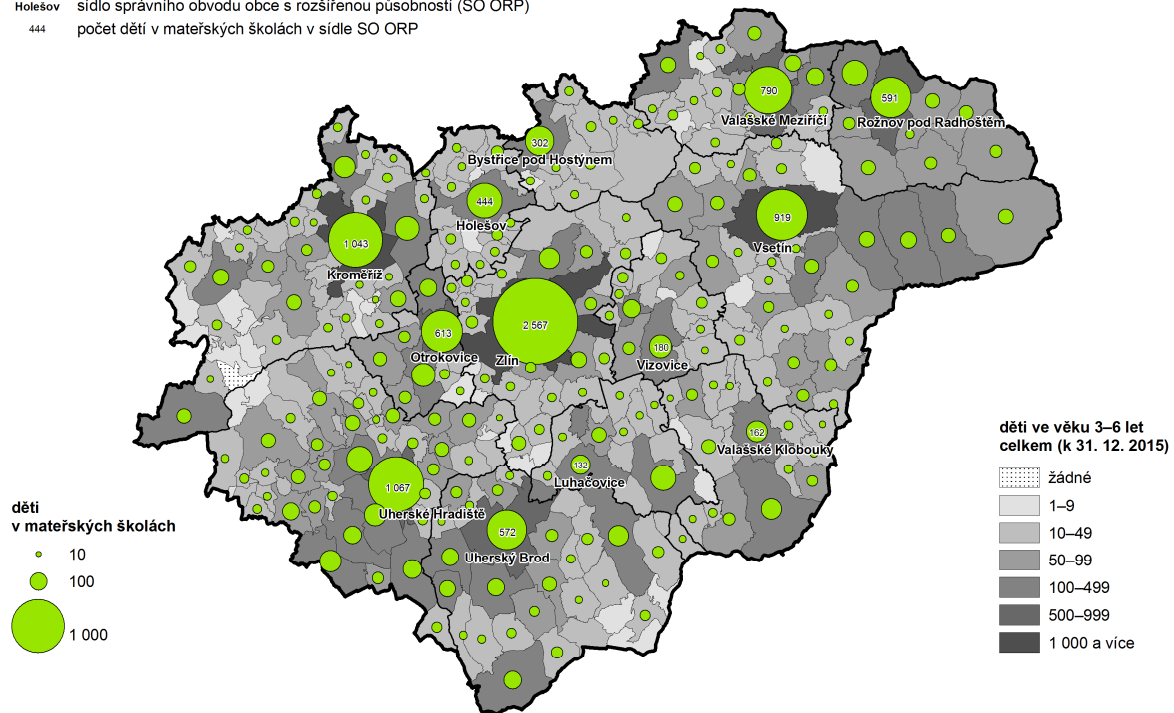 Holešov sídlo správního obvodu obce s rozšířenou působností (SO ORP)
444 počet dětí v mateřských školách v sídle SO ORP
790
591
Valašské Meziříčí
Rožnov pod Radhoštěm
302
Bystřice pod Hostýnem
444
Holešov
919
Vsetín
1 043
Kroměříž
2 567
613
Otrokovice
Zlín
180
Vizovice
162
Valašské Klobouky
132
Luhačovice
1 067
Uherské Hradiště
572
Uherský Brod
děti
v mateřských školách
10
100
1 000
děti ve věku 3–6 let
celkem (k 31. 12. 2015)
žádné
1–9
10–49
50–99
100–499
500–999
1 000 a více